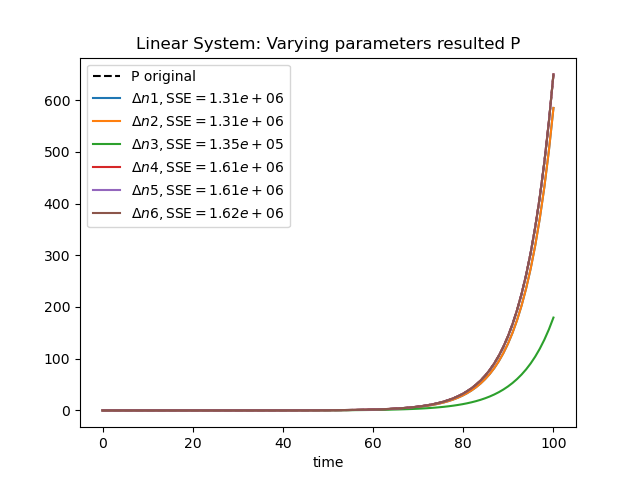 Linear System: Varying parameters resulted P
P original
Δn1, SSE = 1.31e + 06
Δn2, SSE = 1.31e + 06
Δn3, SSE = 1.35e + 05
Δn4, SSE = 1.61e + 06
Δn5, SSE = 1.61e + 06
Δn6, SSE = 1.62e + 06
600
500
400
300
200
100
0
0 20 40 60 80 100
time